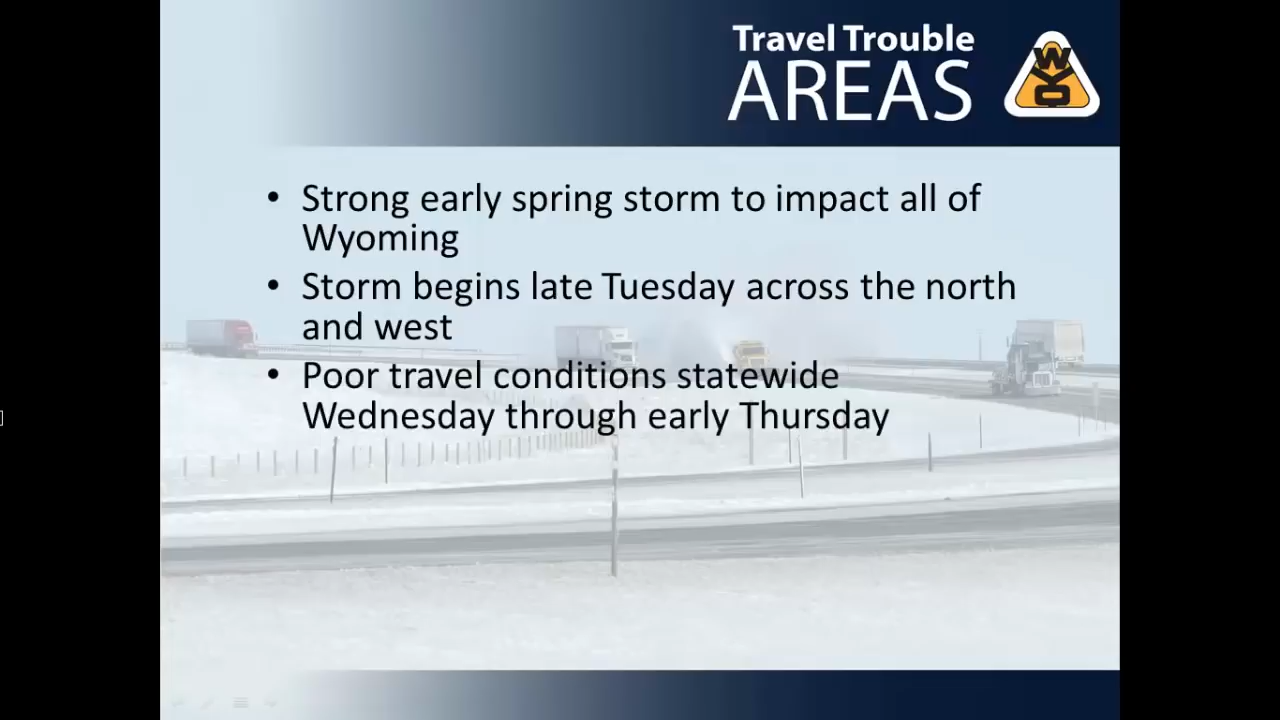 Travel Trouble
AREAS
WYO
• Strong early spring storm to impact all of
Wyoming
• Storm begins late Tuesday across the north
and west
• Poor travel conditions statewide
Wednesday through early Thursday